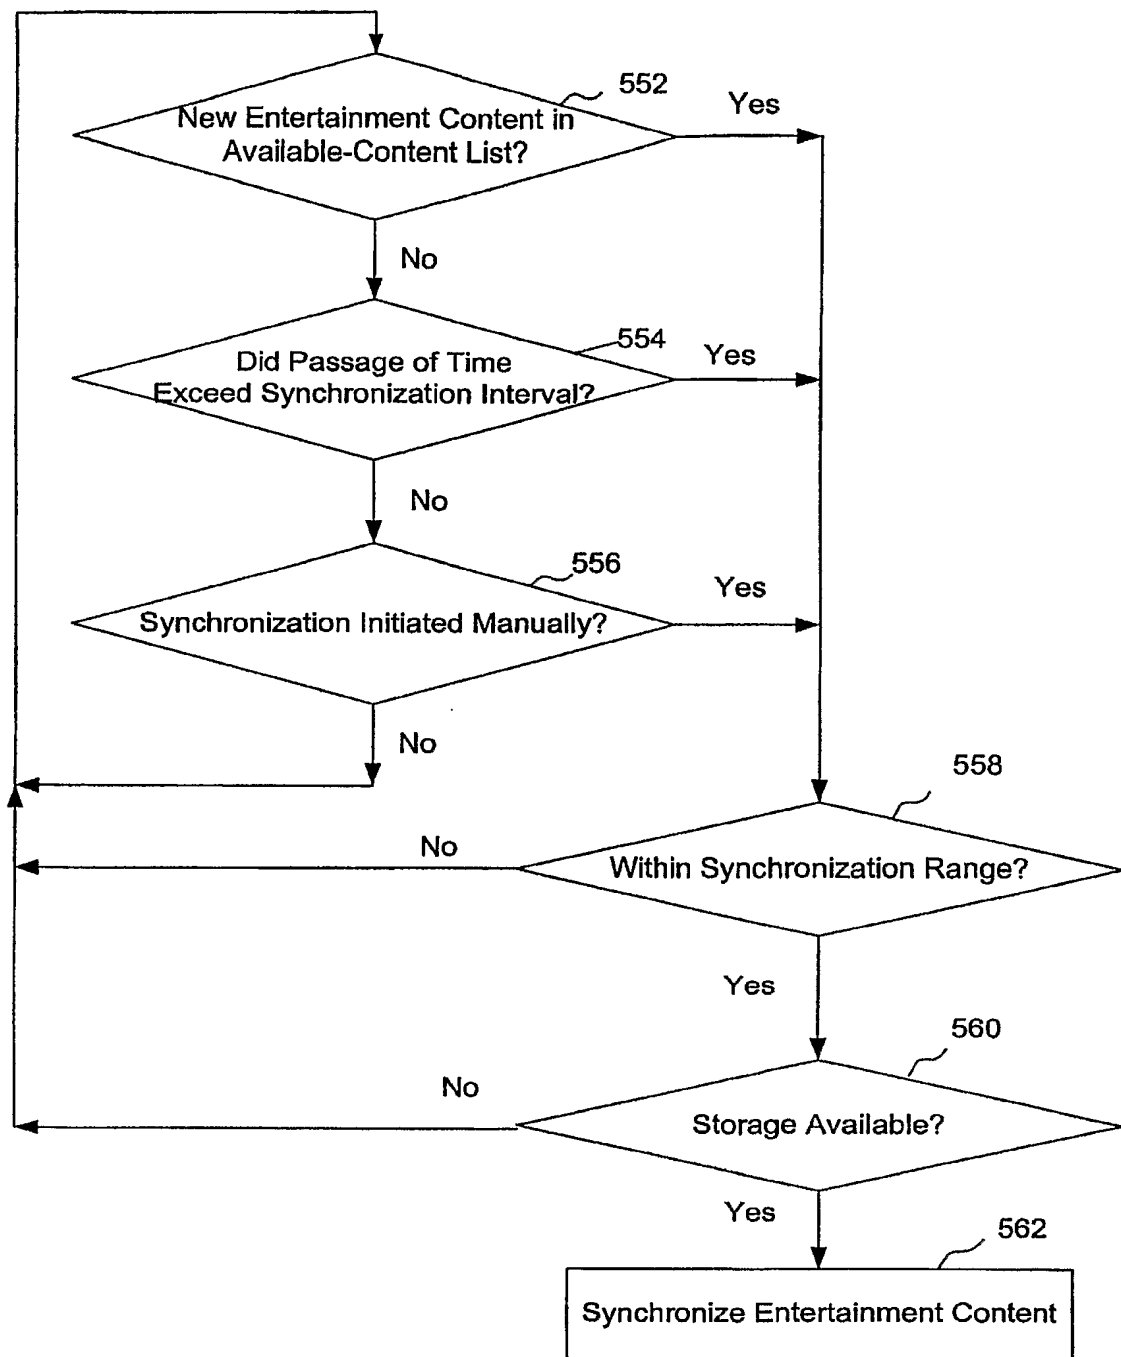 552
Yes
New Entertainment Content in
Available-Content List?
No
554
Yes
Did Passage of Time
Exceed Synchronization Interval?
No
556
Yes
Synchronization Initiated Manually?
No
558
No
Within Synchronization Range?
Yes
560
No
Storage Available?
Yes
562
Synchronize Entertainment Content